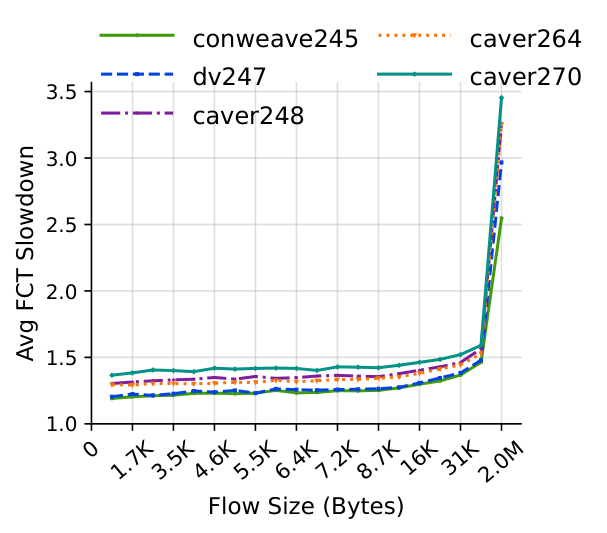 conweave245
dv247
caver248
caver264
caver270
Avg FCT Slowdown
3.5
3.0
2.5
2.0
1.5
1.0
0 1.7K 3.5K 4.6K 5.5K 6.4K 7.2K 8.7K 16K 31K 2.0M
Flow Size (Bytes)